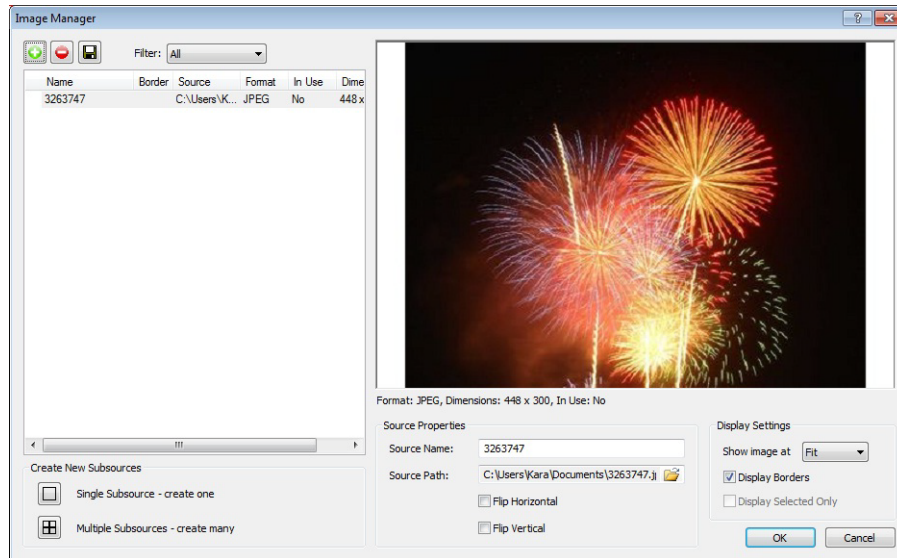 Image Manager
Filter: All
Name Border Source Format In Use Dime
3263747 C:\Users\K... JPEG No 448 x
Format: JPEG, Dimensions: 448 x 300, In Use: No
Source Properties
Source Name: 3263747
Source Path: C:\Users\Kara\Documents\3263747.j
Flip Horizontal
Flip Vertical
Display Settings
Show image at Fit
Display Borders
Display Selected Only
Create New Subsources
Single Subsource - create one
Multiple Subsources - create many
OK Cancel